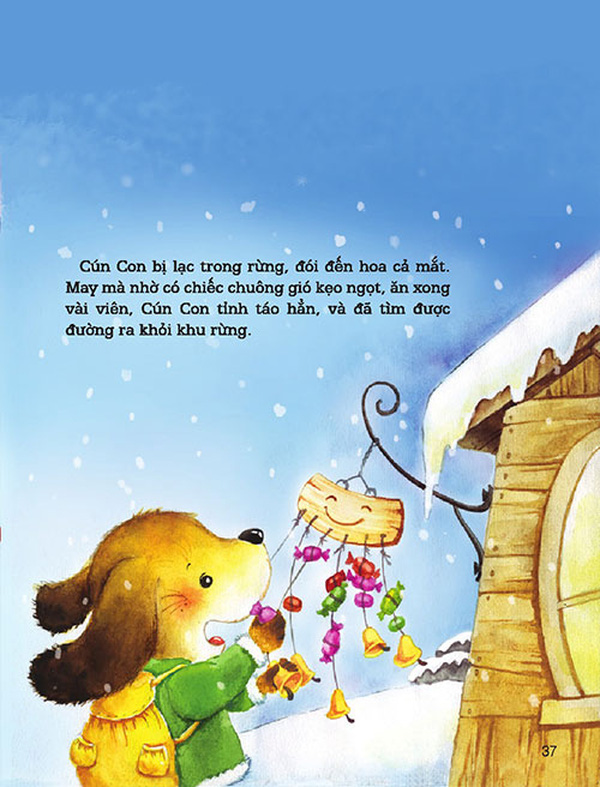 Cún Con bị lạc trong rừng, đói đến hoa cả mắt.
May mà nhờ có chiếc chuông gió kẹo ngọt, ăn xong
vài viên, Cún Con tỉnh táo hẳn, và đã tìm được
đường ra khỏi khu rừng.
37